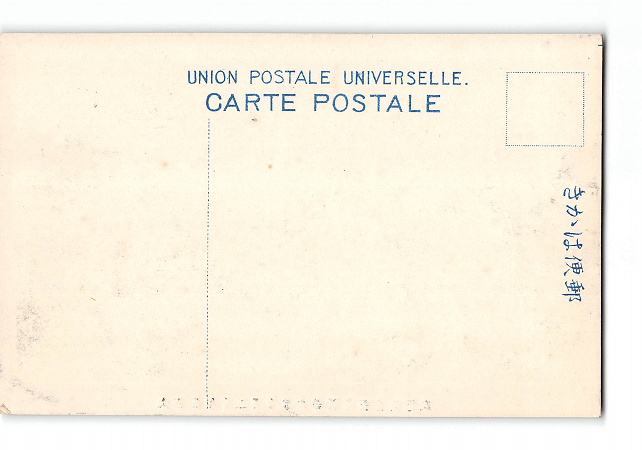 UNION POSTALE UNIVERSELLE.
CARTE POSTALE
きかは便郵